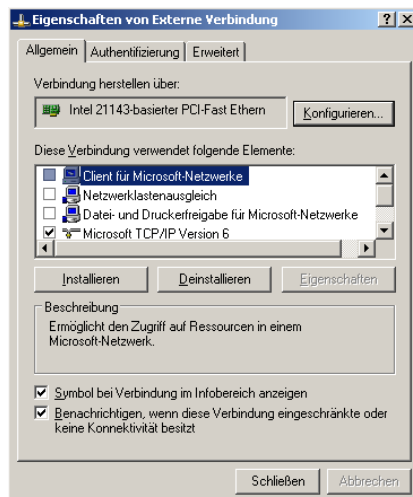 Eigenschaften von Externe Verbindung
Allgemein Authentifizierung Erweitert
Verbindung herstellen über:
Intel 21143-basierter PCI-Fast Ethern Konfigurieren...
Diese Verbindung verwendet folgende Elemente:
Client für Microsoft-Netzwerke
Netzwerklastenausgleich
Datei- und Druckerfreigabe für Microsoft-Netzwerke
Microsoft TCP/IP Version 6
Installieren Deinstallieren Eigenschaften
Beschreibung
Ermöglicht den Zugriff auf Ressourcen in einem
Microsoft-Netzwerk.
Symbol bei Verbindung im Infobereich anzeigen
Benachrichtigen, wenn diese Verbindung eingeschränkte oder
keine Konnektivität besitzt
Schließen Abbrechen